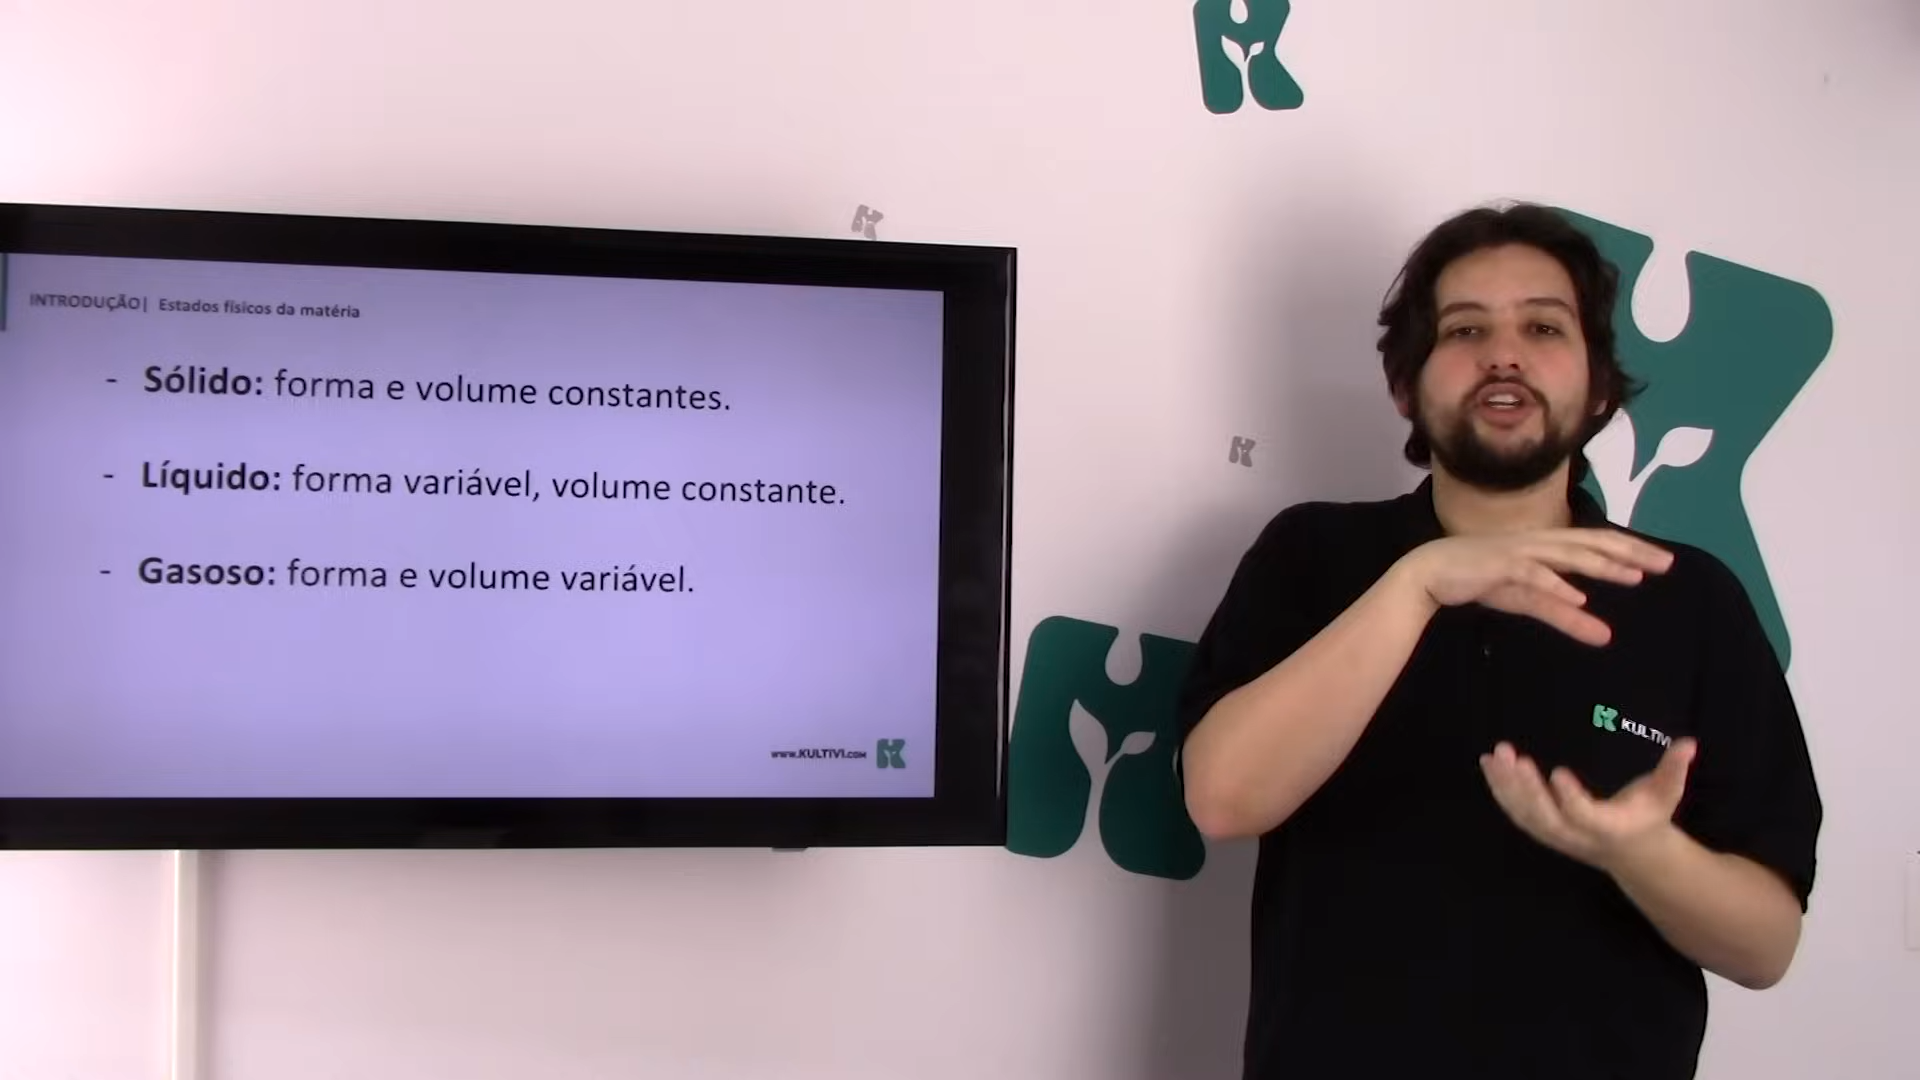 INTRODUÇÃO| Estados físicos da matéria
- Sólido: forma e volume constantes.
- Líquido: forma variável, volume constante.
- Gasoso: forma e volume variável.
www.KULTIVI.COM
KULTIVI